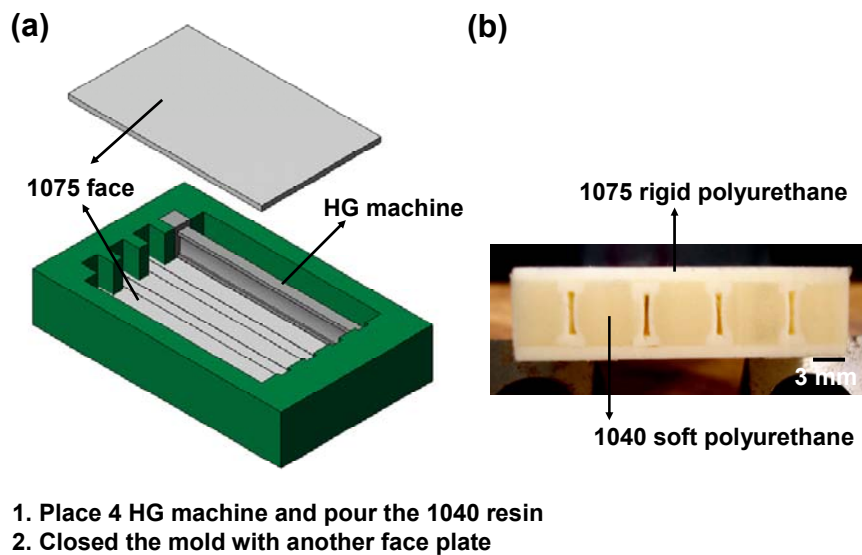 (a)
(b)
1075 face
HG machine
1075 rigid polyurethane
3 mm
1040 soft polyurethane
1. Place 4 HG machine and pour the 1040 resin
2. Closed the mold with another face plate